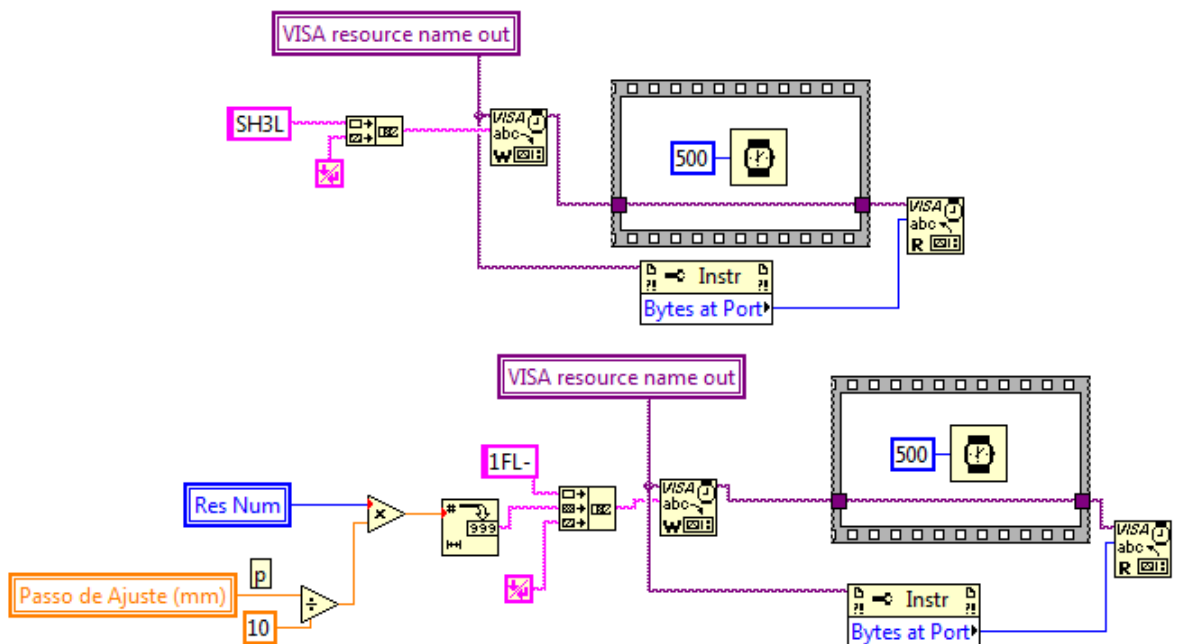 VISA resource name out
SH3L
VISA
abc
W
500
VISA
abc
R
Instr
Bytes at Port
VISA resource name out
1FL-
500
Res Num
VISA
abc
W
999
VISA
abc
R
p
Passo de Ajuste (mm)
10
Instr
Bytes at Port